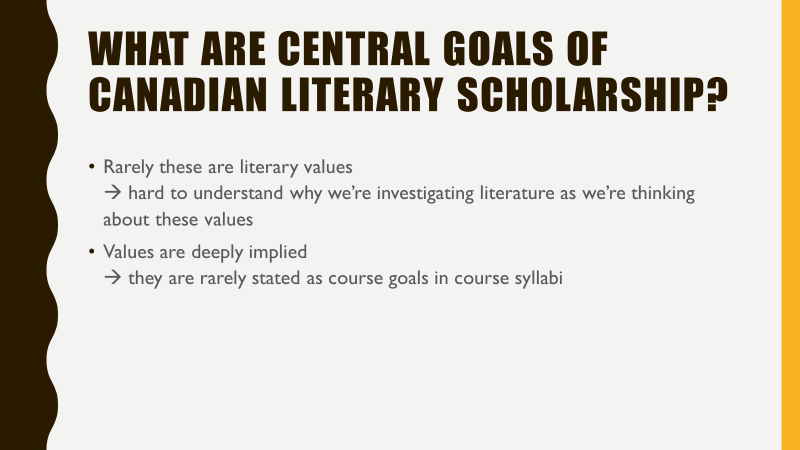 WHAT ARE CENTRAL GOALS OF
CANADIAN LITERARY SCHOLARSHIP?
• Rarely these are literary values
→ hard to understand why we’re investigating literature as we’re thinking
about these values
• Values are deeply implied
→ they are rarely stated as course goals in course syllabi